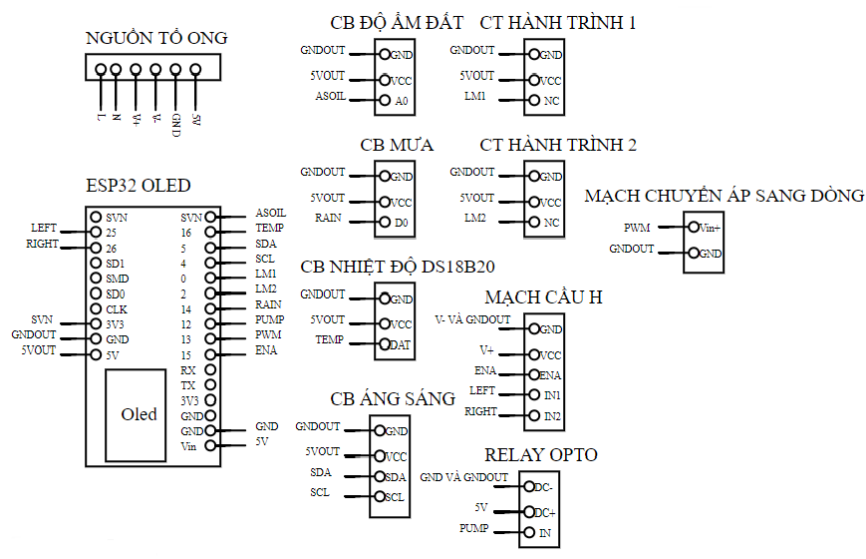 NGUỒN TỔ ONG
L
N
V+
V-
GND
5V
CB ĐỘ ẨM ĐẤT
GNDOUT
GND
5VOUT
VCC
ASOIL
A0
CT HÀNH TRÌNH 1
GNDOUT
GND
5VOUT
VCC
LM1
NC
CB MƯA
GNDOUT
GND
5VOUT
VCC
RAIN
D0
CT HÀNH TRÌNH 2
GNDOUT
GND
5VOUT
VCC
LM2
NC
MẠCH CHUYỂN ÁP SANG DÒNG
PWM
Vin+
GNDOUT
GND
ESP32 OLED
SVN
SVN
ASOIL
LEFT
25
16
TEMP
RIGHT
26
5
SDA
SD1
4
SCL
SMD
0
LM1
SD0
2
LM2
CLK
14
RAIN
SVN
3V3
12
PUMP
GNDOUT
GND
13
PWM
5VOUT
5V
15
ENA
RX
TX
3V3
GND
GND
GND
Vin
5V
Oled
CB NHIỆT ĐỘ DS18B20
GNDOUT
GND
5VOUT
VCC
TEMP
DAT
MẠCH CẦU H
V- VÀ GNDOUT
GND
V+
VCC
ENA
ENA
LEFT
IN1
RIGHT
IN2
CB ÁNG SÁNG
GNDOUT
GND
5VOUT
VCC
SDA
SDA
SCL
SCL
RELAY OPTO
GND VÀ GNDOUT
DC-
5V
DC+
PUMP
IN